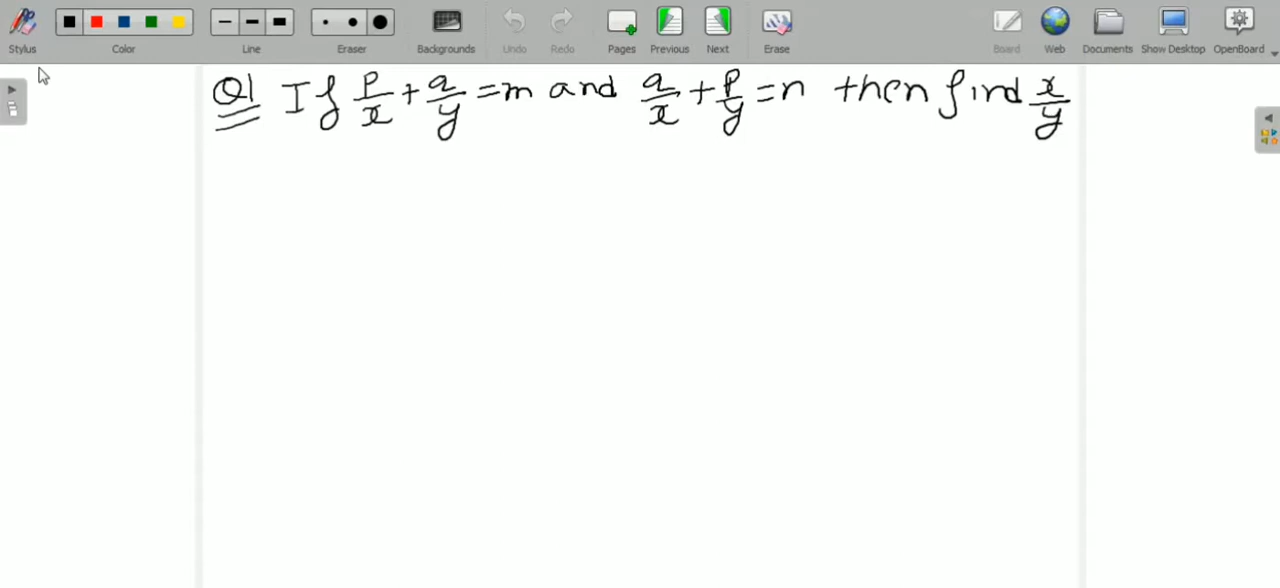 Stylus Color Line Eraser Backgrounds Undo Redo Pages Previous Next Erase Board Web Documents Show Desktop OpenBoard
Q1 If p/x + q/y = m and q/x + p/y = n then find x/y